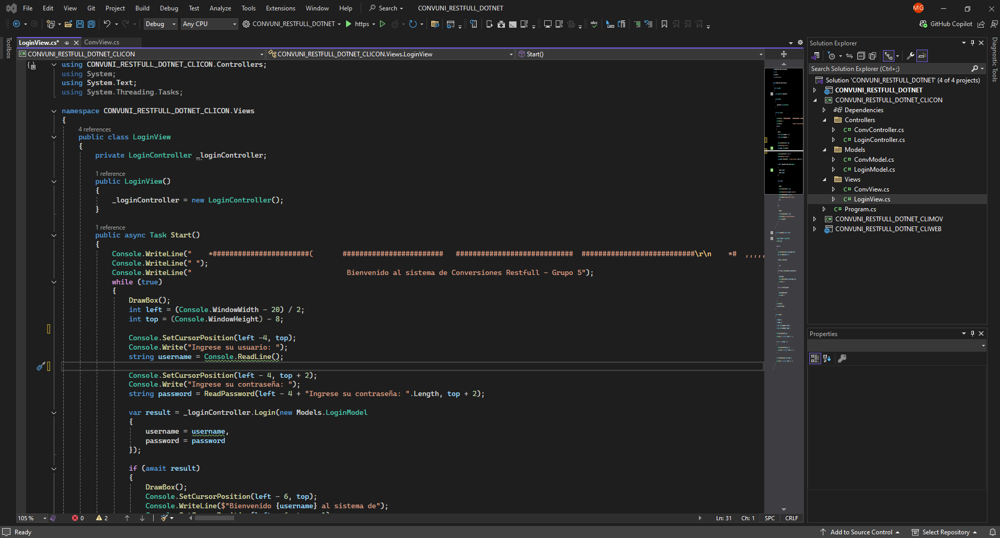 File Edit View Git Project Build Debug Test Analyze Tools Extensions Window Help Search CONVUNI_RESTFULL_DOTNET MG
Debug Any CPU CONVUNI_RESTFULL_DOTNET https abc GitHub Copilot
Toolbox
LoginView.cs* ConvView.cs
C# CONVUNI_RESTFULL_DOTNET_CLICON CONVUNI_RESTFULL_DOTNET_CLICON.Views.LoginView Start()
using CONVUNI_RESTFULL_DOTNET_CLICON.Controllers;
using System;
using System.Text;
using System.Threading.Tasks;
namespace CONVUNI_RESTFULL_DOTNET_CLICON.Views
{
4 references
public class LoginView
{
private LoginController _loginController;
1 reference
public LoginView()
{
_loginController = new LoginController();
}
1 reference
public async Task Start()
{
Console.WriteLine("    *#######################(       ########################   ############################  ###########################\r\n    *#  ,,,,,
Console.WriteLine(" ");
Console.WriteLine("                                     Bienvenido al sistema de Conversiones Restfull - Grupo 5");
while (true)
{
DrawBox();
int left = (Console.WindowWidth - 20) / 2;
int top = (Console.WindowHeight) - 8;
Console.SetCursorPosition(left -4, top);
Console.Write("Ingrese su usuario: ");
string username = Console.ReadLine();
Console.SetCursorPosition(left - 4, top + 2);
Console.Write("Ingrese su contraseña: ");
string password = ReadPassword(left - 4 + "Ingrese su contraseña: ".Length, top + 2);
var result = _loginController.Login(new Models.LoginModel
{
username = username,
password = password
});
if (await result)
{
DrawBox();
Console.SetCursorPosition(left - 6, top);
Console.WriteLine($"Bienvenido {username} al sistema de");
105 % 0 2 Ln: 31 Ch: 1 SPC CRLF
Solution Explorer
Search Solution Explorer (Ctrl+;)
Solution 'CONVUNI_RESTFULL_DOTNET' (4 of 4 projects)
CONVUNI_RESTFULL_DOTNET
C# CONVUNI_RESTFULL_DOTNET_CLICON
Dependencies
Controllers
C# ConvController.cs
C# LoginController.cs
Models
C# ConvModel.cs
C# LoginModel.cs
Views
C# ConvView.cs
C# LoginView.cs
C# Program.cs
C# CONVUNI_RESTFULL_DOTNET_CLIMOV
CONVUNI_RESTFULL_DOTNET_CLIWEB
Properties
Diagnostic Tools
Ready Add to Source Control Select Repository